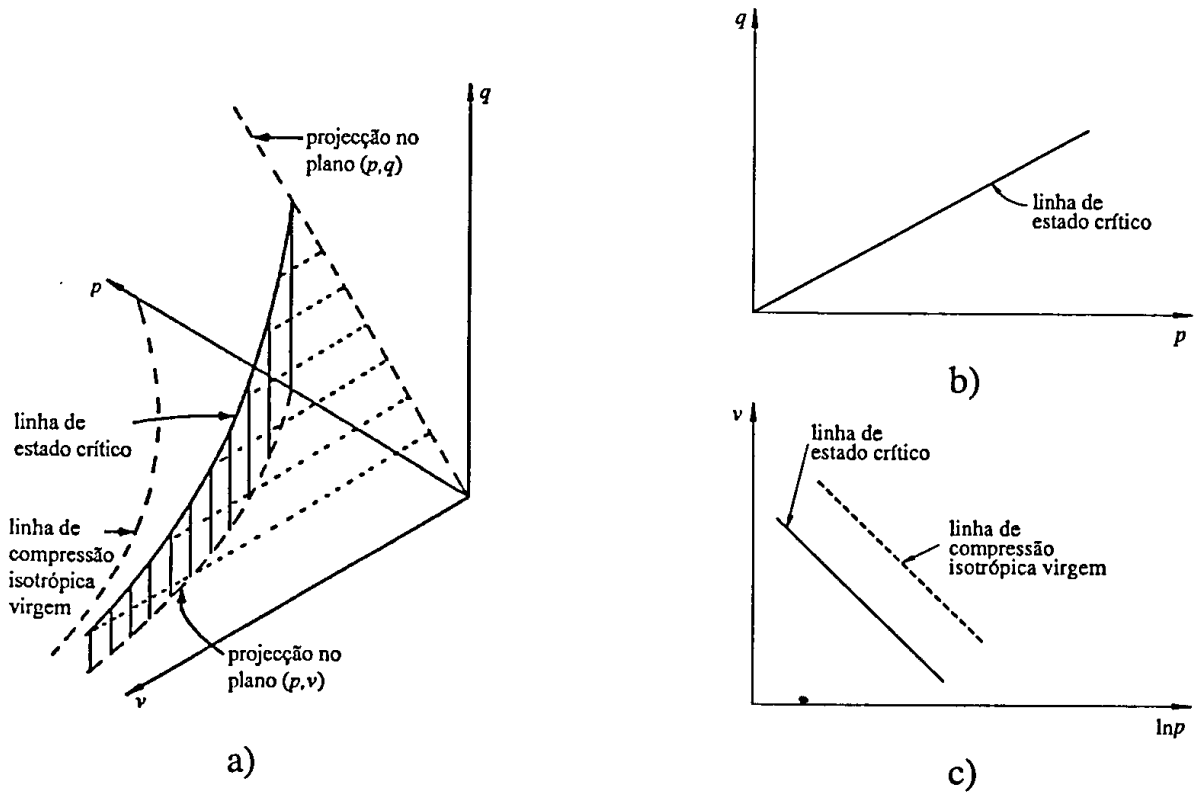 q
projecção no
plano (p,q)
p
linha de
estado crítico
linha de
compressão
isotrópica
virgem
projecção no
plano (p,v)
v
a)
q
linha de
estado crítico
p
b)
v
linha de
estado crítico
linha de
compressão
isotrópica virgem
lnp
c)